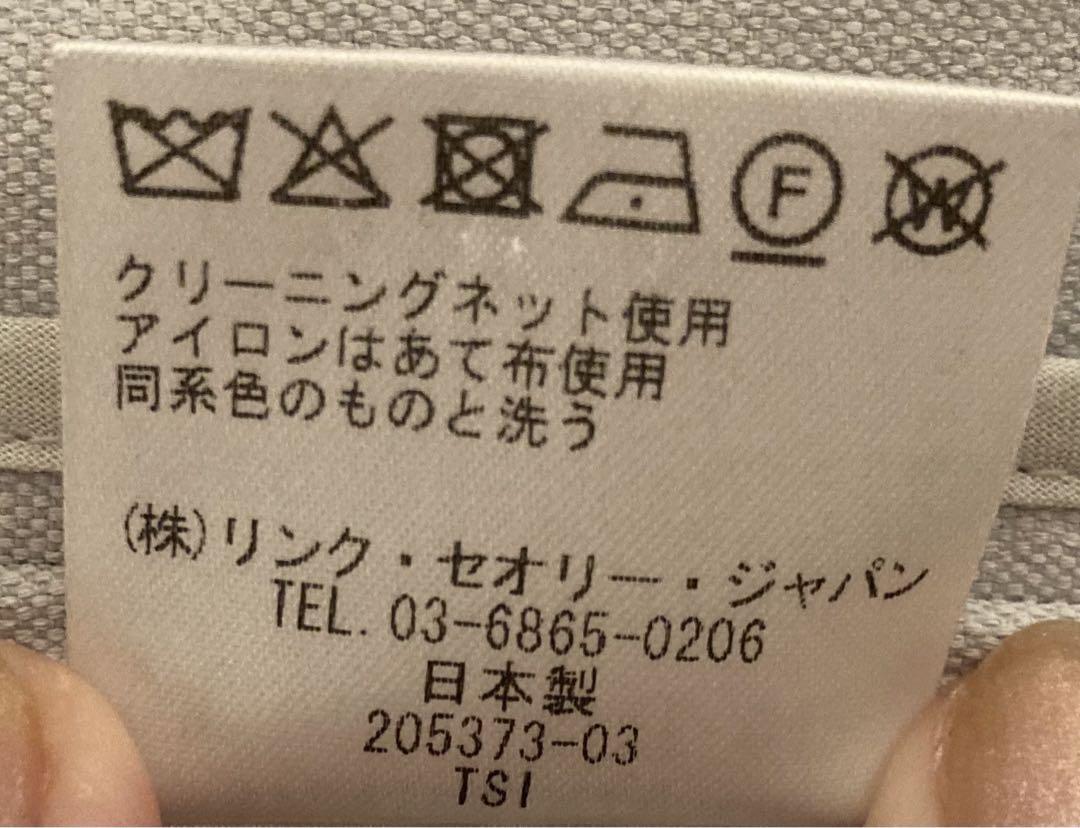 F W
クリーニングネット使用
アイロンはあて布使用
同系色のものと洗う
(株)リンク・セオリー・ジャパン
TEL. 03-6865-0206
日本製
205373-03
TSI